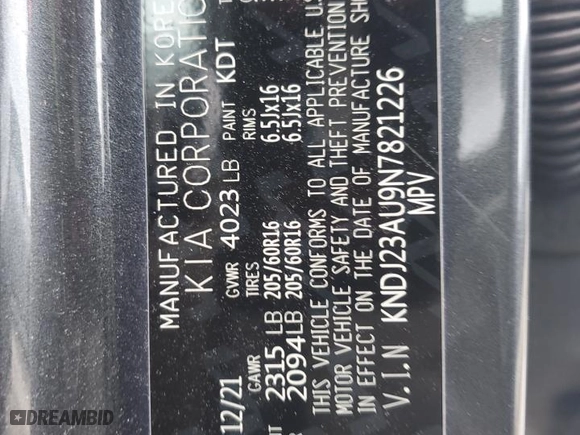 MANUFACTURED IN KORE
KIA CORPORATIO
12/21 GVWR 4023 LB PAINT KDT
GAWR TIRES RIMS
2315 LB 205/60R16 6.5Jx16
2094LB 205/60R16 6.5Jx16
THIS VEHICLE CONFORMS TO ALL APPLICABLE U.S
MOTOR VEHICLE SAFETY AND THEFT PREVENTION
IN EFFECT ON THE DATE OF MANUFACTURE SH
V.I.N KNDJ23AU9N7821226
MPV
DREAMBID